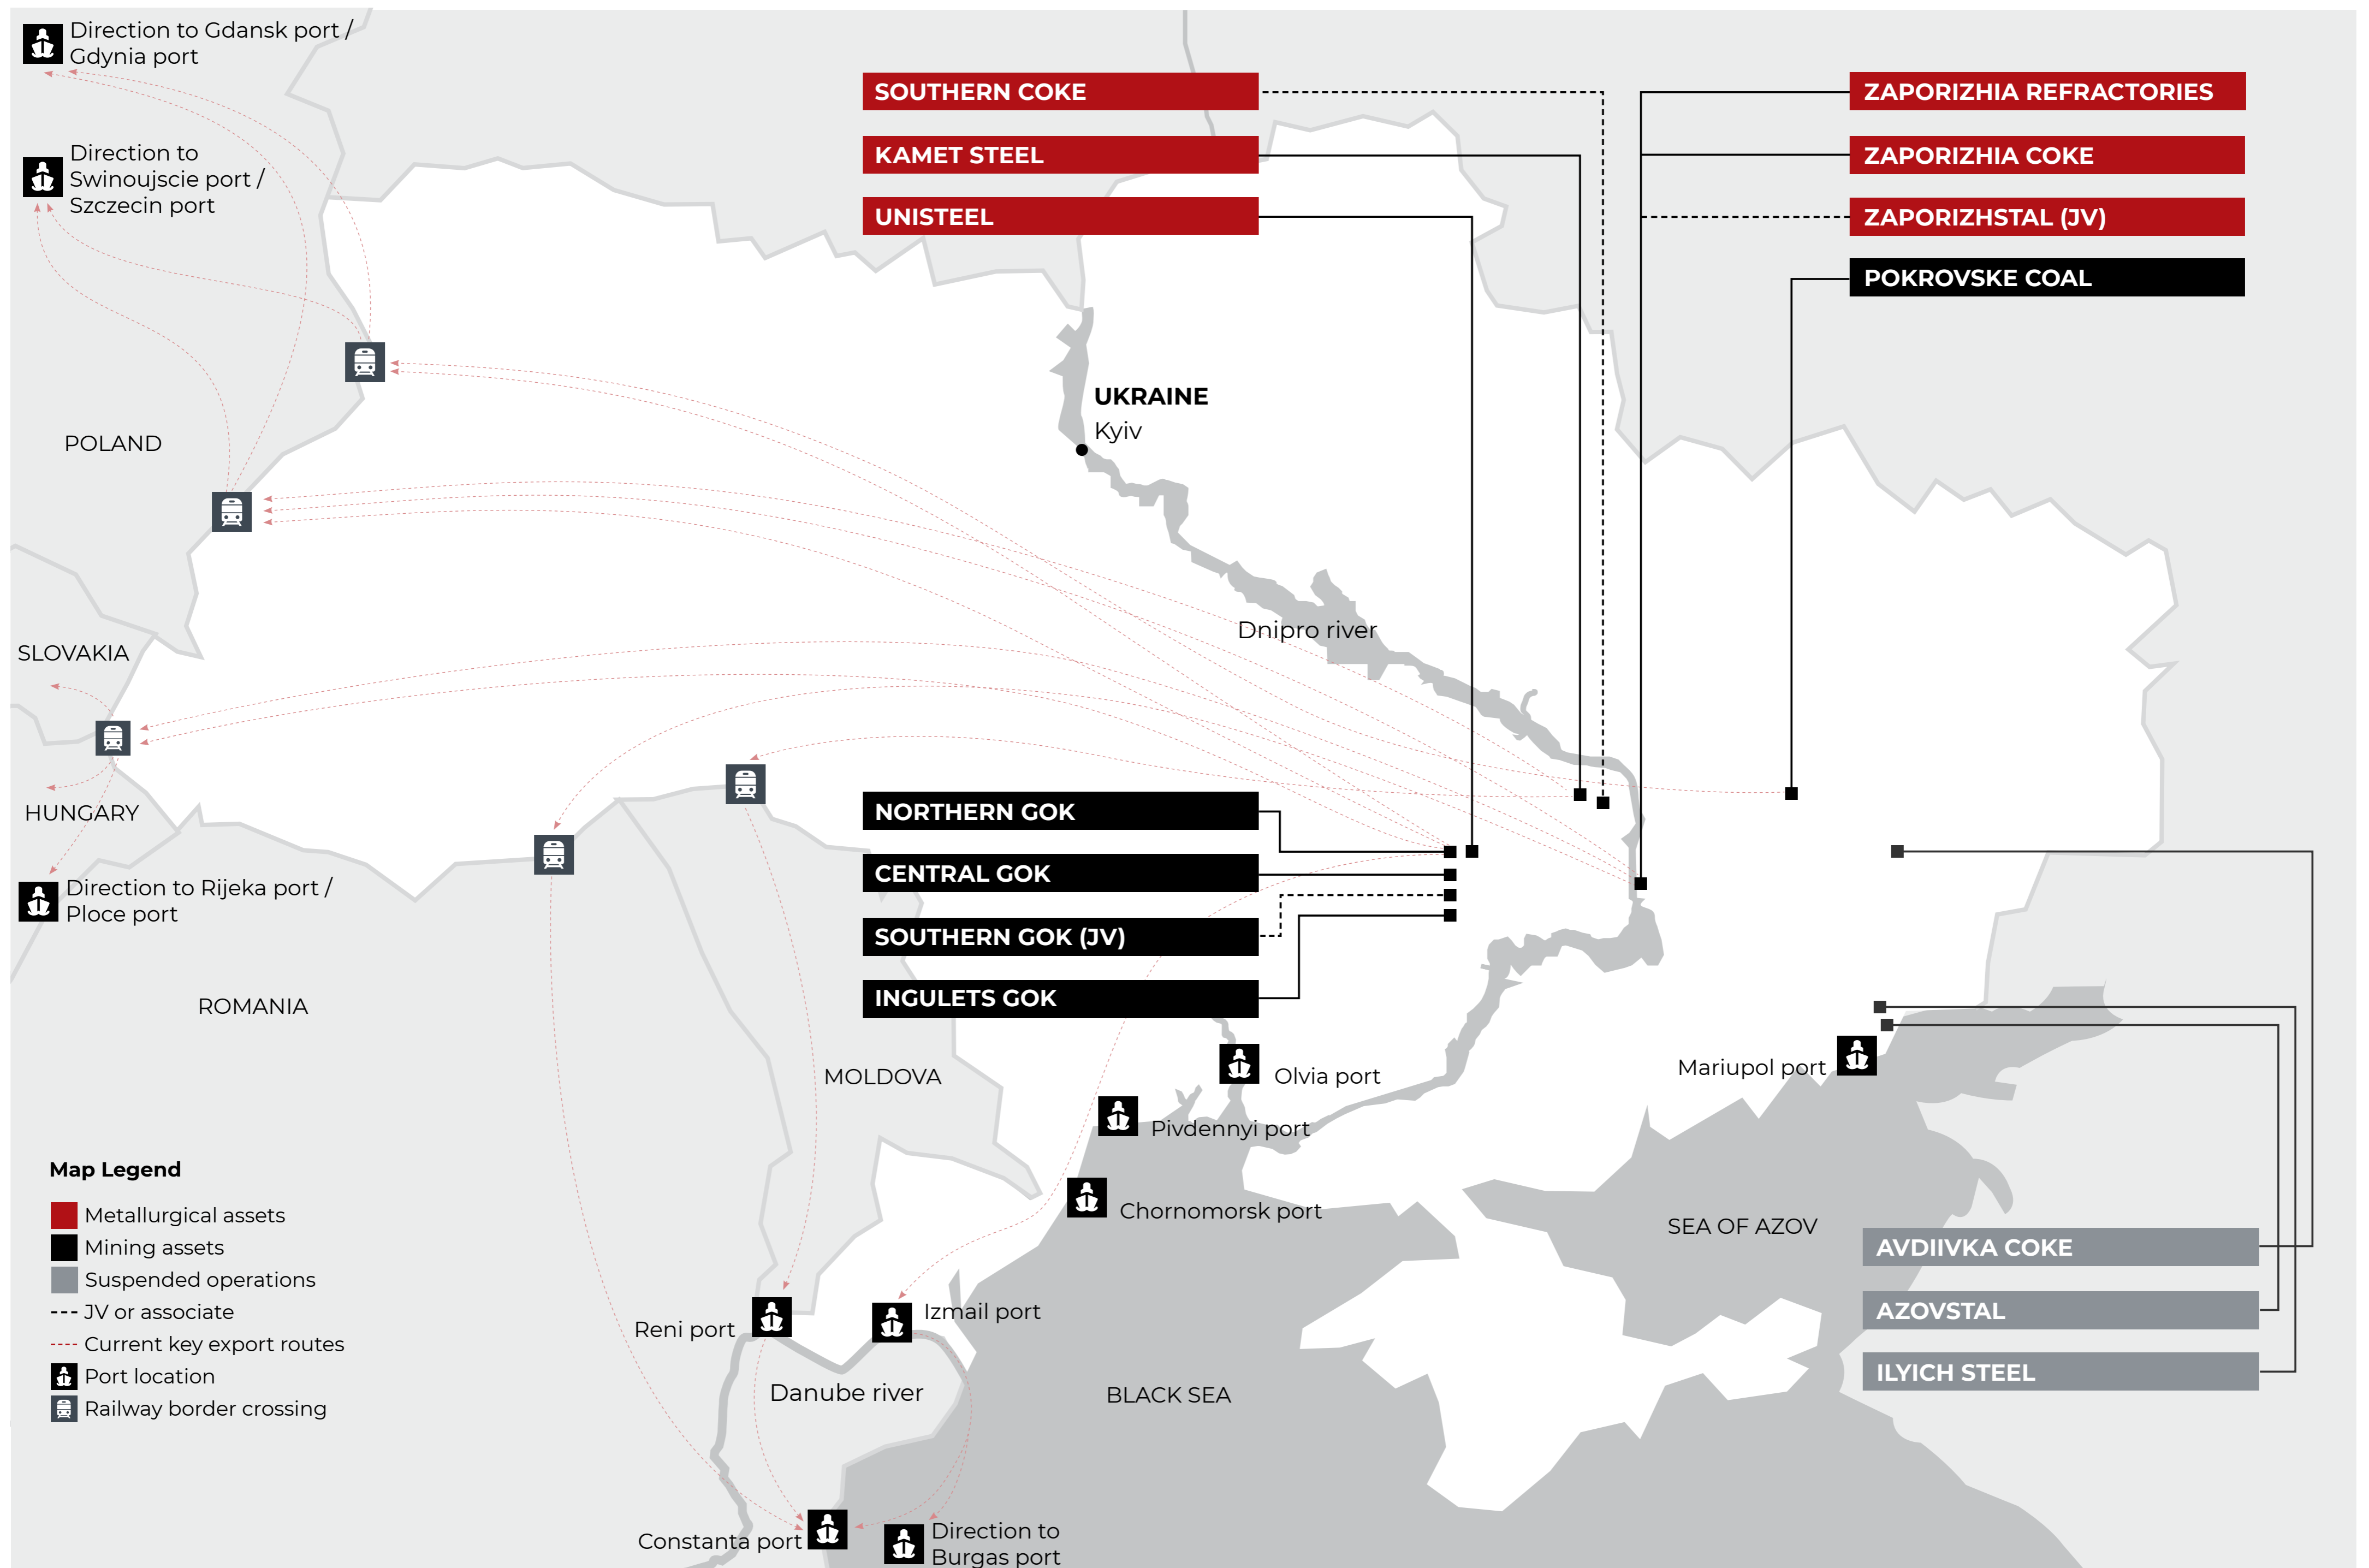 Direction to Gdansk port /
Gdynia port
Direction to
Swinoujscie port /
Szczecin port
SOUTHERN COKE
KAMET STEEL
UNISTEEL
ZAPORIZHIA REFRACTORIES
ZAPORIZHIA COKE
ZAPORIZHSTAL (JV)
POKROVSKE COAL
UKRAINE
Kyiv
POLAND
Dnipro river
SLOVAKIA
HUNGARY
Direction to Rijeka port /
Ploce port
ROMANIA
NORTHERN GOK
CENTRAL GOK
SOUTHERN GOK (JV)
INGULETS GOK
MOLDOVA
Olvia port
Pivdennyi port
Chornomorsk port
Mariupol port
SEA OF AZOV
AVDIIVKA COKE
AZOVSTAL
ILYICH STEEL
Map Legend
Metallurgical assets
Mining assets
Suspended operations
JV or associate
Current key export routes
Port location
Railway border crossing
Reni port
Izmail port
Danube river
BLACK SEA
Constanta port
Direction to
Burgas port